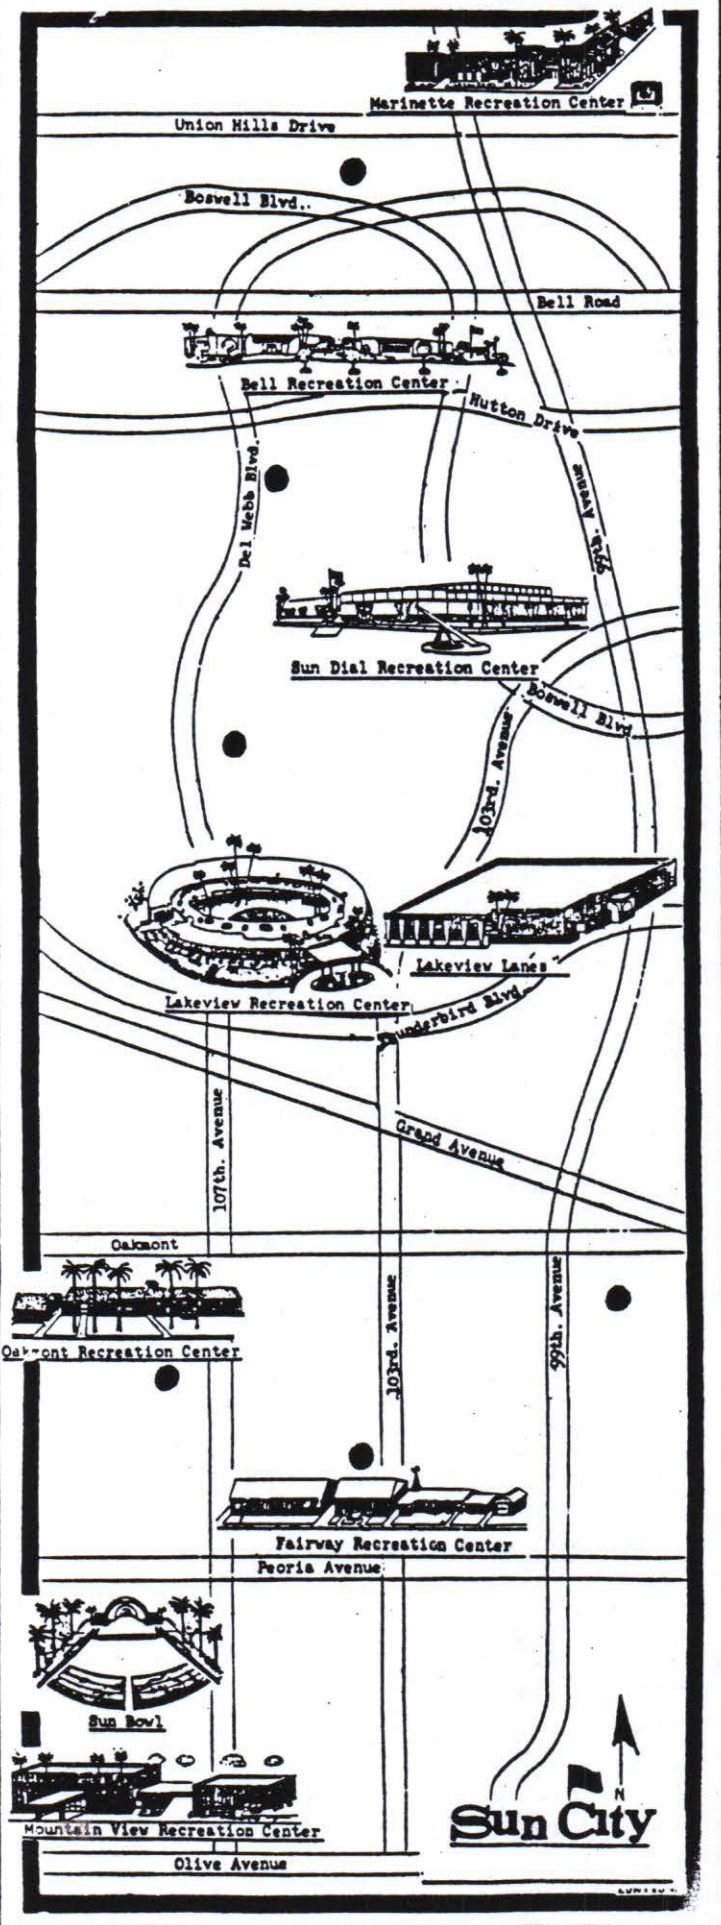 Marinette Recreation Center
Union Hills Drive
Boswell Blvd.
Bell Road
Bell Recreation Center
Hutton Drive
Del Webb Blvd.
99th. Avenue
Sun Dial Recreation Center
Boswell Blvd
103rd. Avenue
Lakeview Lanes
Lakeview Recreation Center
underbird Blvd
Grand Avenue
107th. Avenue
Oakmont
103rd. Avenue
99th. Avenue
Oakmont Recreation Center
Fairway Recreation Center
Peoria Avenue
Sun Bowl
N
Sun City
Mountain View Recreation Center
Olive Avenue